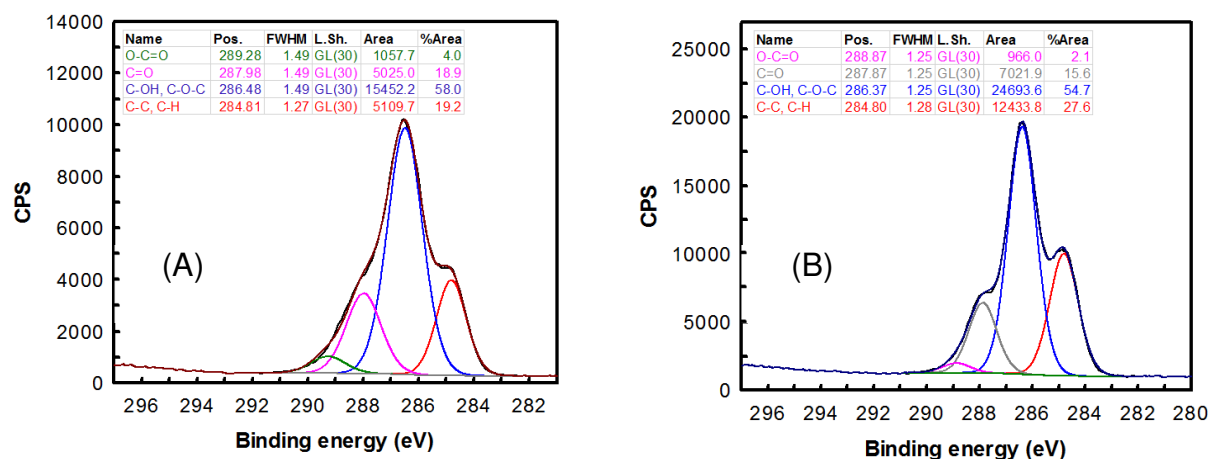 14000
12000
10000
8000
6000
4000
2000
0
CPS
Name Pos. FWHM L.Sh. Area %Area
O-C=O 289.28 1.49 GL(30) 1057.7 4.0
C=O 287.98 1.49 GL(30) 5025.0 18.9
C-OH, C-O-C 286.48 1.49 GL(30) 15452.2 58.0
C-C, C-H 284.81 1.27 GL(30) 5109.7 19.2
(A)
296 294 292 290 288 286 284 282
Binding energy (eV)
25000
20000
15000
10000
5000
0
CPS
Name Pos. FWHM L.Sh. Area %Area
O-C=O 288.87 1.25 GL(30) 966.0 2.1
C=O 287.87 1.25 GL(30) 7021.9 15.6
C-OH, C-O-C 286.37 1.25 GL(30) 24693.6 54.7
C-C, C-H 284.80 1.28 GL(30) 12433.8 27.6
(B)
296 294 292 290 288 286 284 282 280
Binding energy (eV)